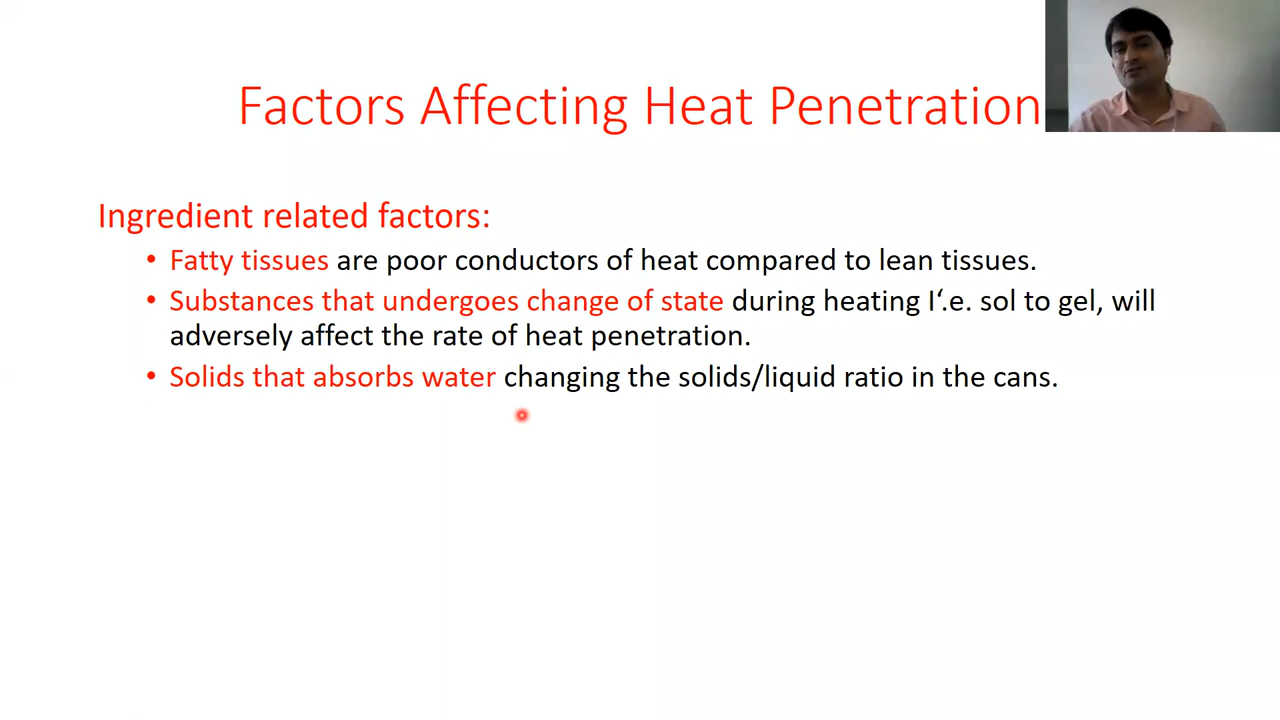 Factors Affecting Heat Penetration
Ingredient related factors:
• Fatty tissues are poor conductors of heat compared to lean tissues.
• Substances that undergoes change of state during heating I‘.e. sol to gel, will
adversely affect the rate of heat penetration.
• Solids that absorbs water changing the solids/liquid ratio in the cans.